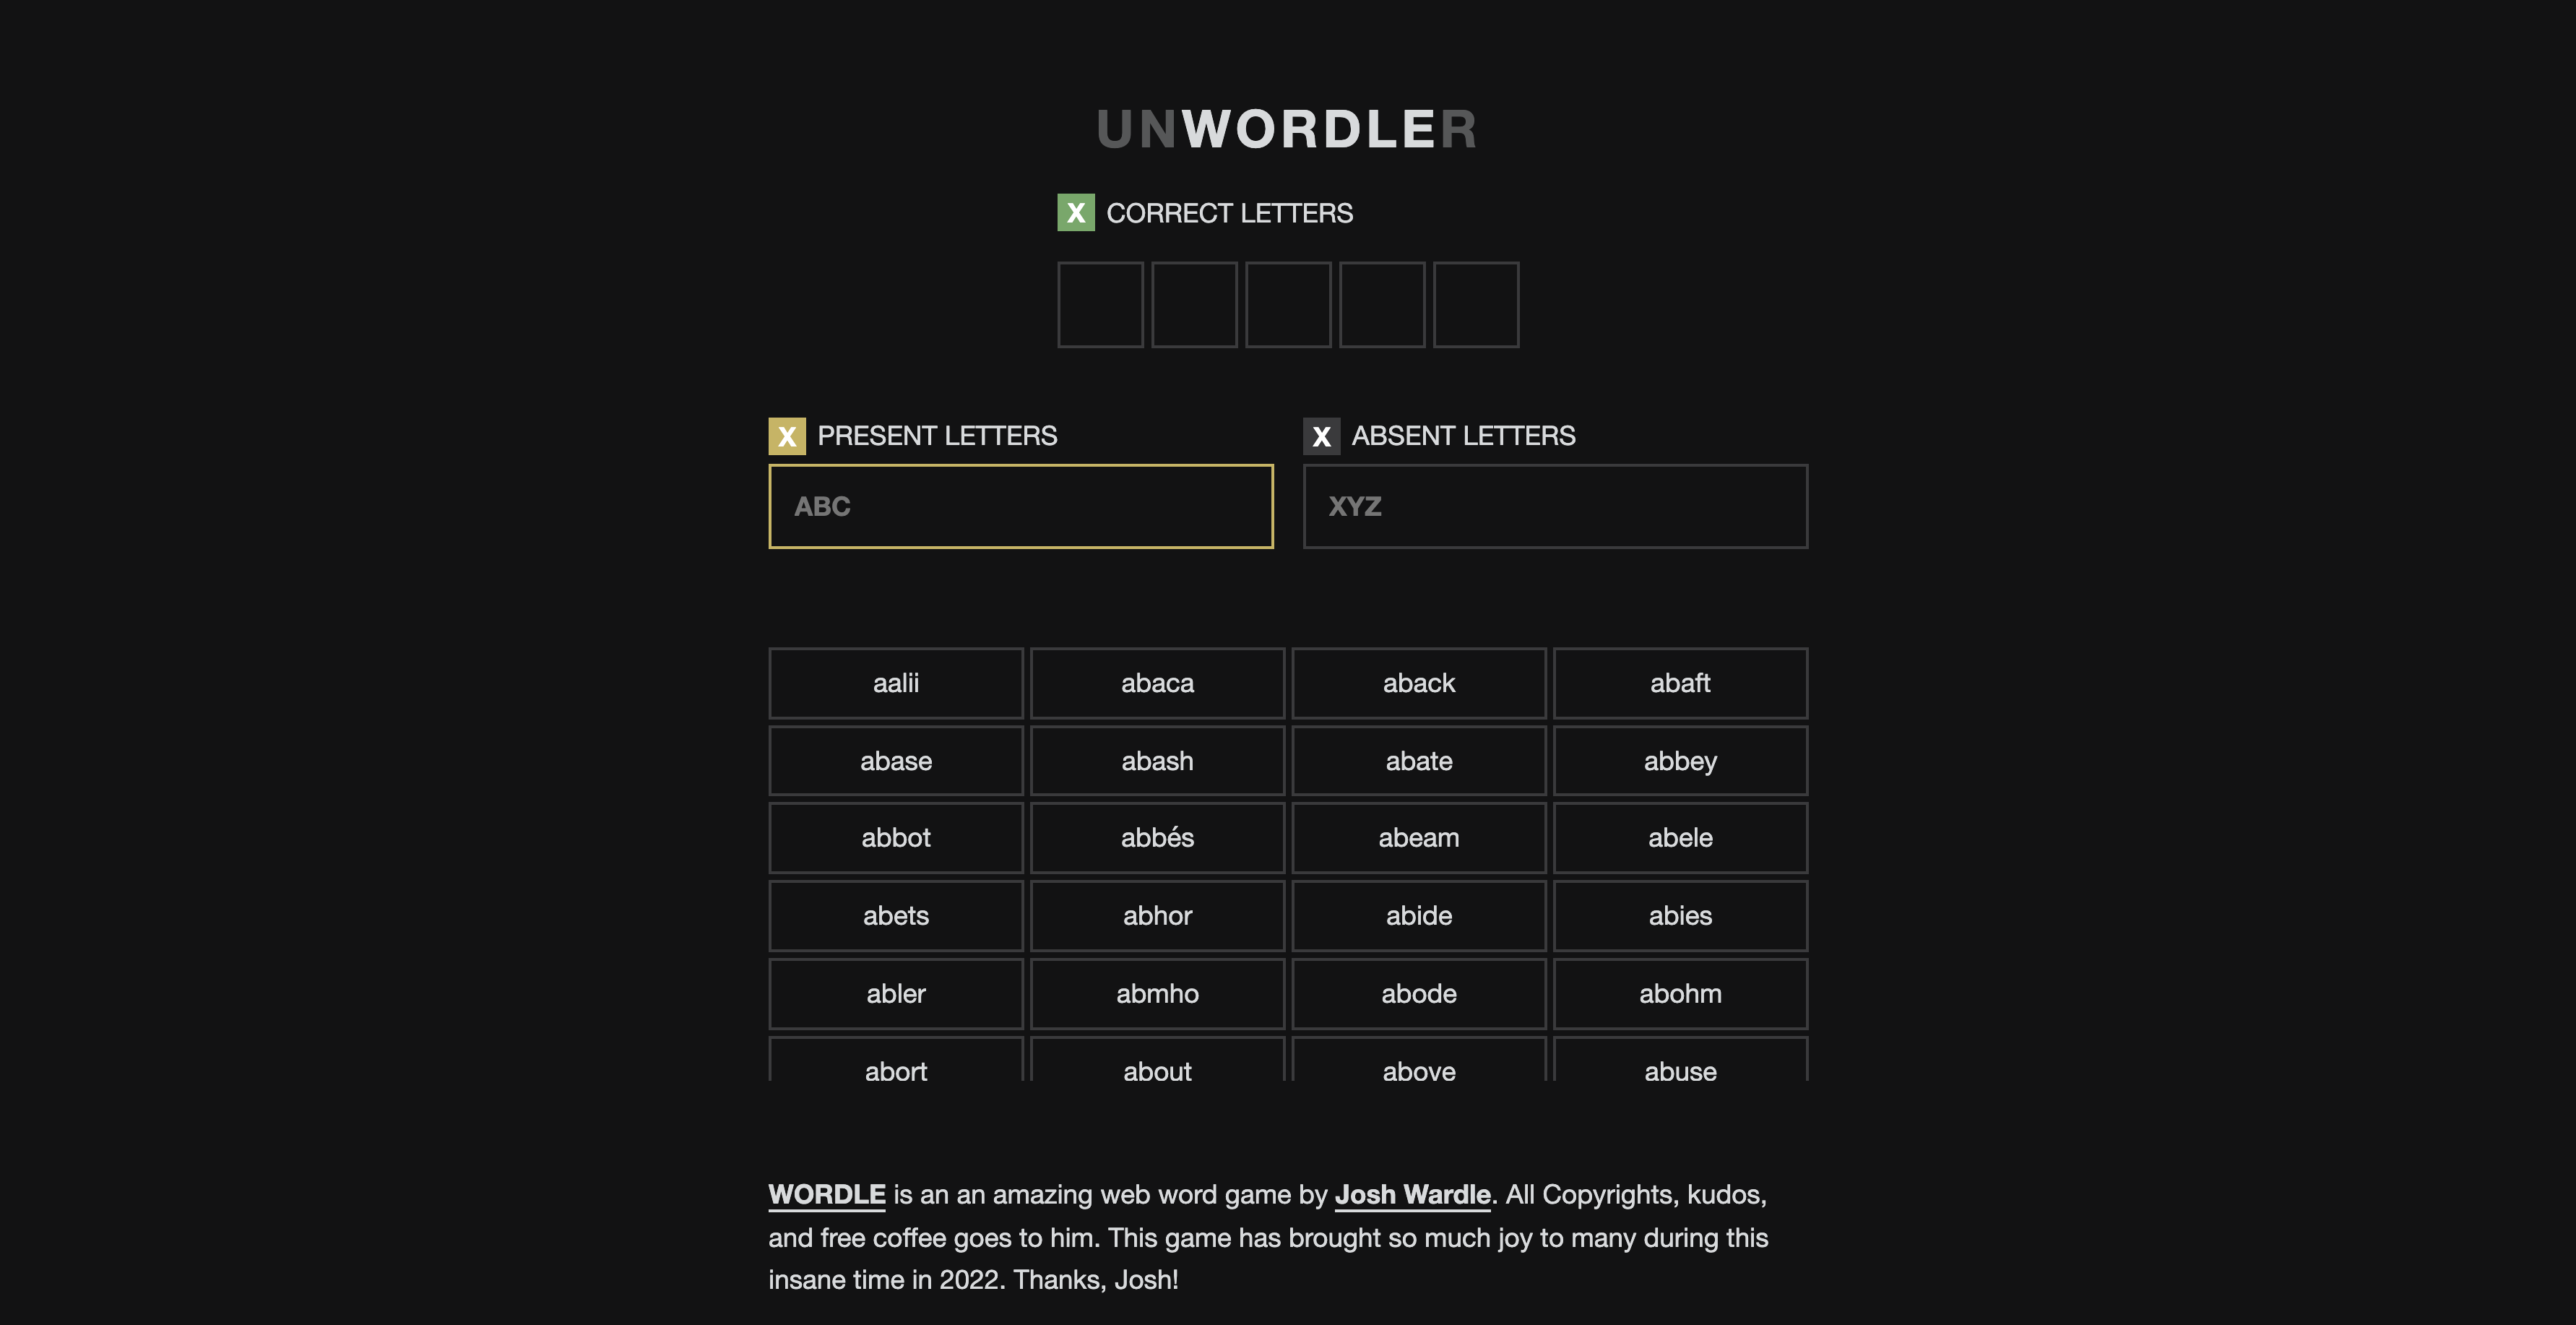 UNWORDLER
X CORRECT LETTERS
X PRESENT LETTERS
ABC
X ABSENT LETTERS
XYZ
aalii abaca aback abaft
abase abash abate abbey
abbot abbés abeam abele
abets abhor abide abies
abler abmho abode abohm
abort about above abuse
WORDLE is an an amazing web word game by Josh Wardle. All Copyrights, kudos,
and free coffee goes to him. This game has brought so much joy to many during this
insane time in 2022. Thanks, Josh!